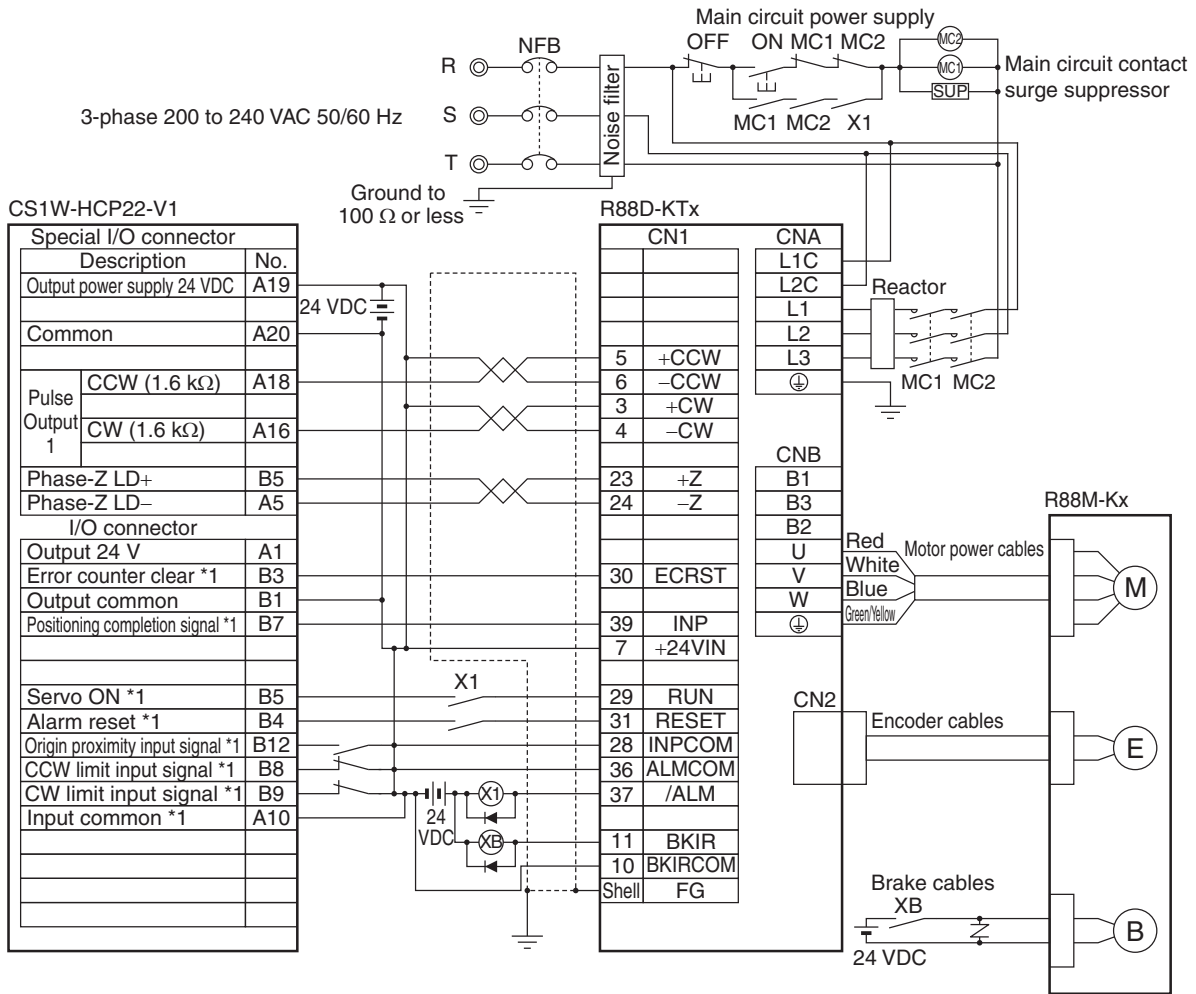 Main circuit power supply
OFF ON MC1 MC2
MC2
NFB
R
MC1
Main circuit contact
SUP
surge suppressor
Noise filter
3-phase 200 to 240 VAC 50/60 Hz
S
MC1 MC2 X1
T
Ground to
100 Ω or less
CS1W-HCP22-V1
Special I/O connector
Description No.
Output power supply 24 VDC A19
24 VDC
Common A20
Pulse
Output
1
CCW (1.6 kΩ) A18
CW (1.6 kΩ) A16
Phase-Z LD+ B5
Phase-Z LD− A5
I/O connector
Output 24 V A1
Error counter clear *1 B3
Output common B1
Positioning completion signal *1 B7
Servo ON *1 B5
Alarm reset *1 B4
Origin proximity input signal *1 B12
CCW limit input signal *1 B8
CW limit input signal *1 B9
Input common *1 A10
X1
24
VDC
X1
XB
R88D-KTx
CN1
5 +CCW
6 −CCW
3 +CW
4 −CW
23 +Z
24 −Z
30 ECRST
39 INP
7 +24VIN
29 RUN
31 RESET
28 INPCOM
36 ALMCOM
37 /ALM
11 BKIR
10 BKIRCOM
Shell FG
CNA
L1C
L2C
L1
L2
L3
Reactor
MC1 MC2
CNB
B1
B3
B2
U
V
W
Red
White
Blue
Green/Yellow
Motor power cables
R88M-Kx
M
CN2
Encoder cables
E
Brake cables
XB
24 VDC
B